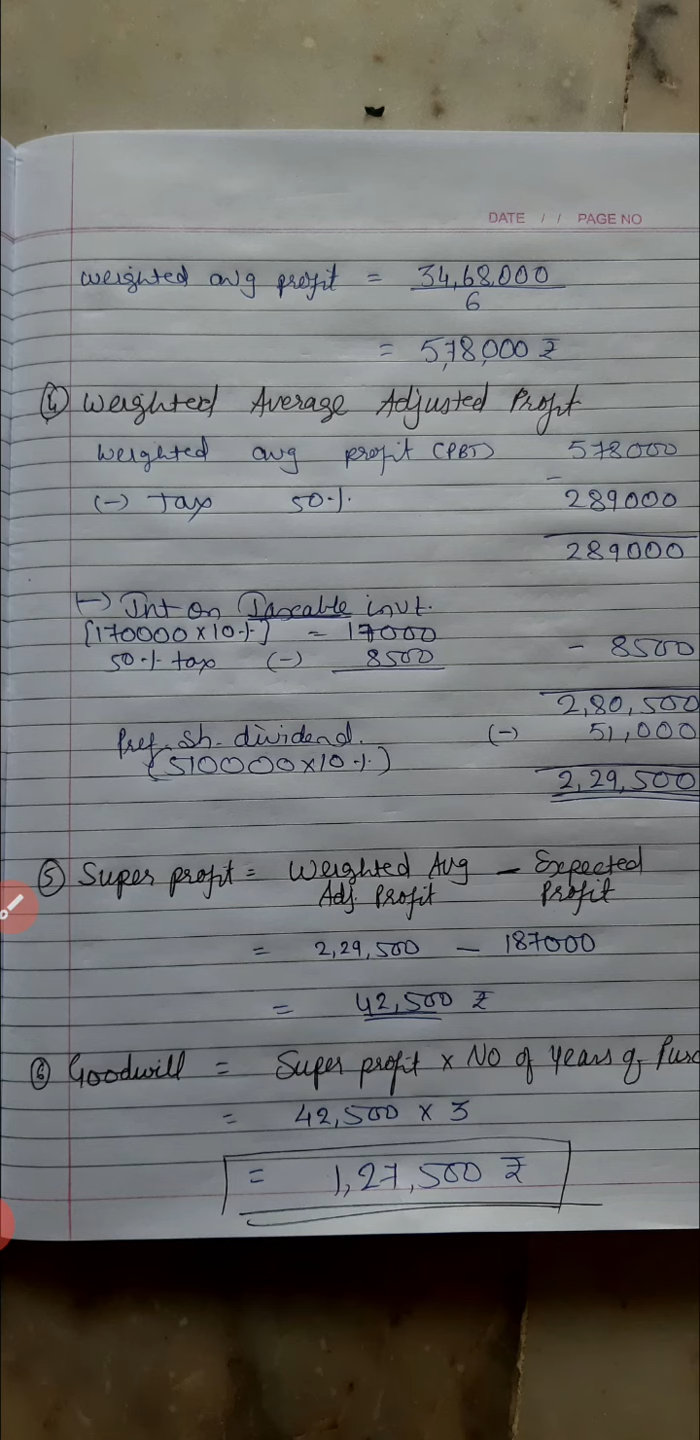 DATE / / PAGE NO
weighted avg profit = 34,68,000
6
= 5,78,000 ₹
④ Weighted Average Adjusted Profit
Weighted avg profit (PBT) 578000
(-) Tax 50% - 289000
289000
(-) Int on Taxable invt.
[170000 x 10%] = 17000
50% tax (-) 8500 - 8500
2,80,500
Pref. Sh. dividend. (-) 51,000
{510000x10%)
2,29,500
⑤ Super profit = Weighted Avg - Expected
Adj. Profit Profit
= 2,29,500 - 187000
= 42,500 ₹
⑥ Goodwill = Super profit x No of years of Purc
= 42,500 x 3
= 1,27,500 ₹